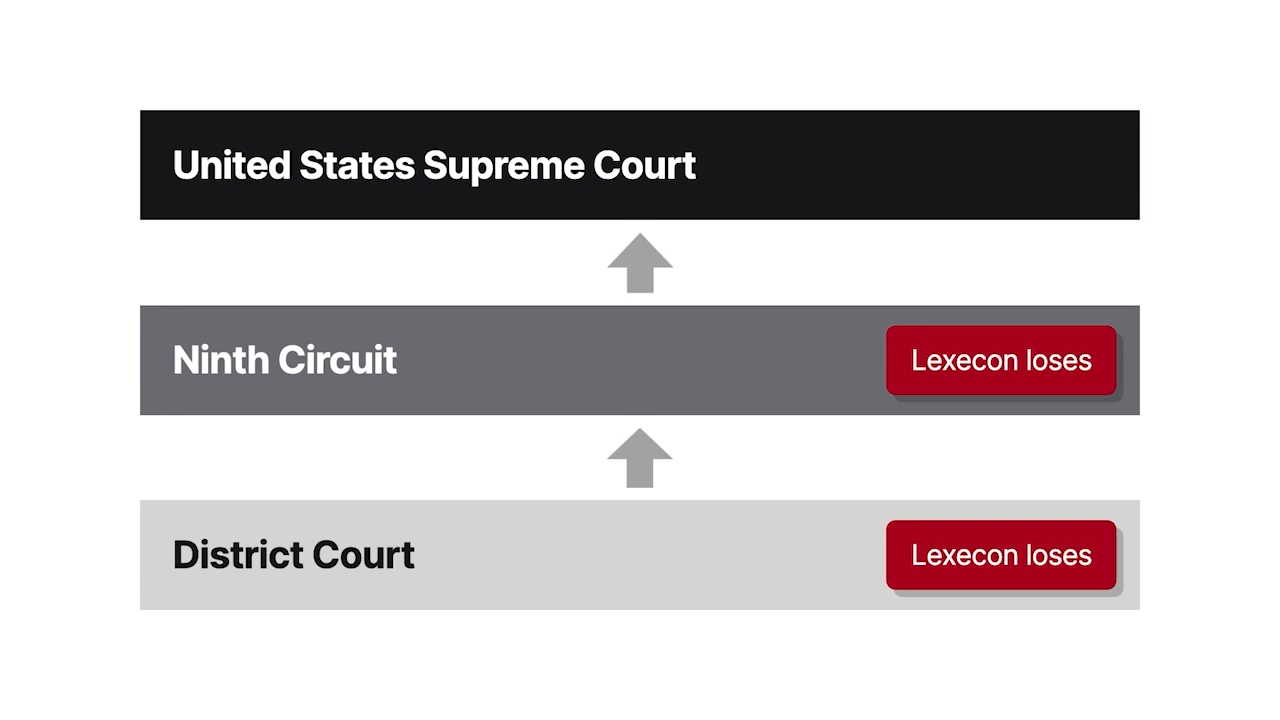 United States Supreme Court
Ninth Circuit
Lexecon loses
District Court
Lexecon loses